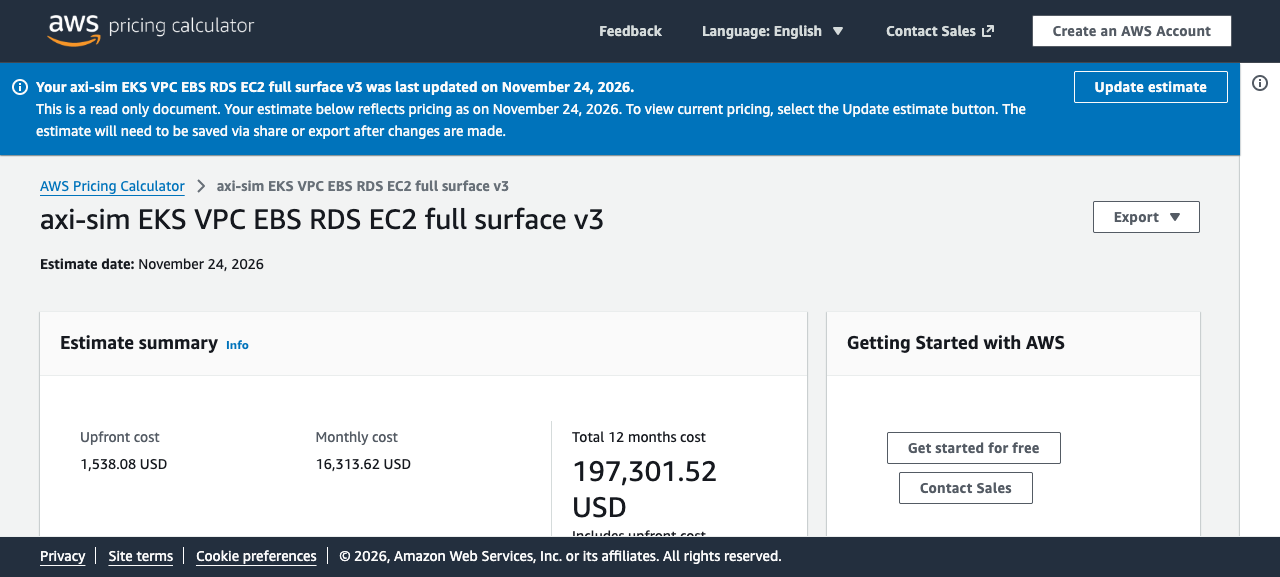 aws pricing calculator
Feedback
Language: English
Contact Sales
Create an AWS Account
Your axi-sim EKS VPC EBS RDS EC2 full surface v3 was last updated on November 24, 2026.
This is a read only document. Your estimate below reflects pricing as on November 24, 2026. To view current pricing, select the Update estimate button. The
estimate will need to be saved via share or export after changes are made.
Update estimate
AWS Pricing Calculator
axi-sim EKS VPC EBS RDS EC2 full surface v3
axi-sim EKS VPC EBS RDS EC2 full surface v3
Export
Estimate date: November 24, 2026
Estimate summary Info
Upfront cost
1,538.08 USD
Monthly cost
16,313.62 USD
Total 12 months cost
197,301.52
USD
Includes upfront cost
Getting Started with AWS
Get started for free
Contact Sales
Privacy
Site terms
Cookie preferences
© 2026, Amazon Web Services, Inc. or its affiliates. All rights reserved.